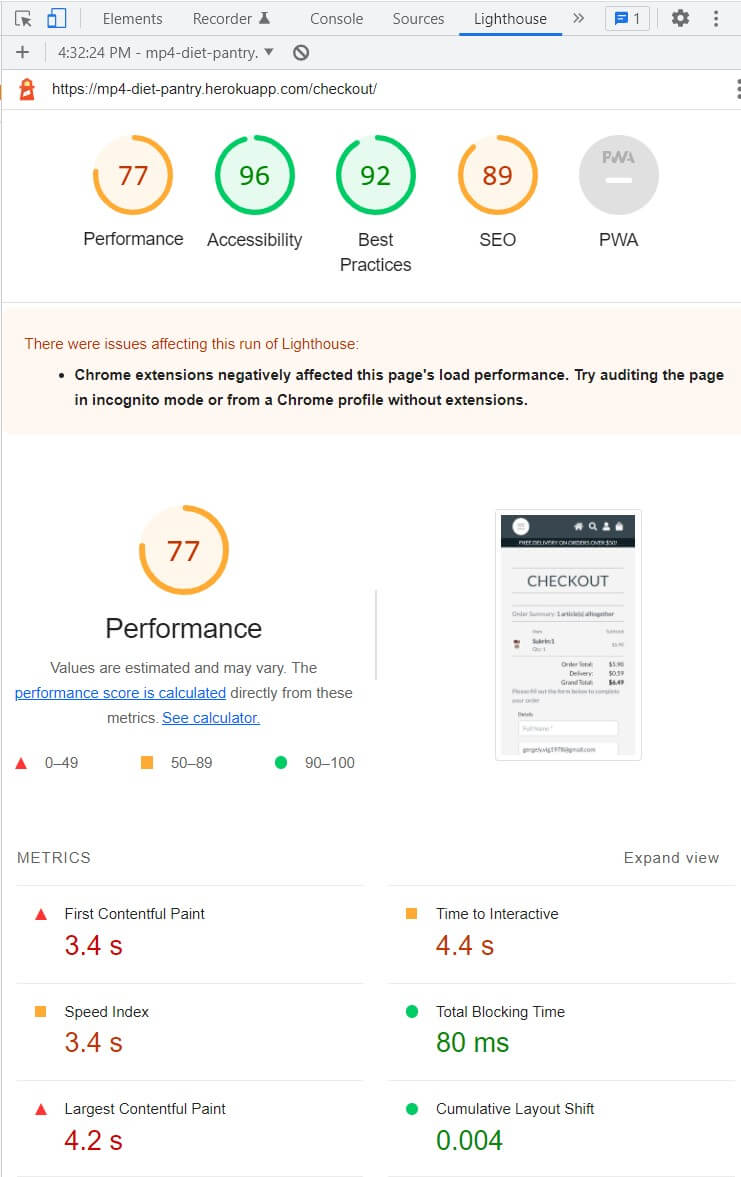 Elements Recorder Console Sources Lighthouse » 1
+ 4:32:24 PM - mp4-diet-pantry.
https://mp4-diet-pantry.herokuapp.com/checkout/
77 96 92 89 PWA
Performance Accessibility Best Practices SEO PWA
There were issues affecting this run of Lighthouse:
• Chrome extensions negatively affected this page's load performance. Try auditing the page
in incognito mode or from a Chrome profile without extensions.
77
Performance
Values are estimated and may vary. The
performance score is calculated directly from these
metrics. See calculator.
0–49 50–89 90–100
FREE DELIVERY ON ORDERS OVER $50!
CHECKOUT
Order Summary: 1 article(s) altogether
Item Subtotal
Qty: 1 $5.90
Order Total: $5.90
Delivery: $0.59
Grand Total: $6.49
Please fill out the form below to complete
your order
Details
Full Name *
METRICS Expand view
First Contentful Paint
3.4 s
Time to Interactive
4.4 s
Speed Index
3.4 s
Total Blocking Time
80 ms
Largest Contentful Paint
4.2 s
Cumulative Layout Shift
0.004